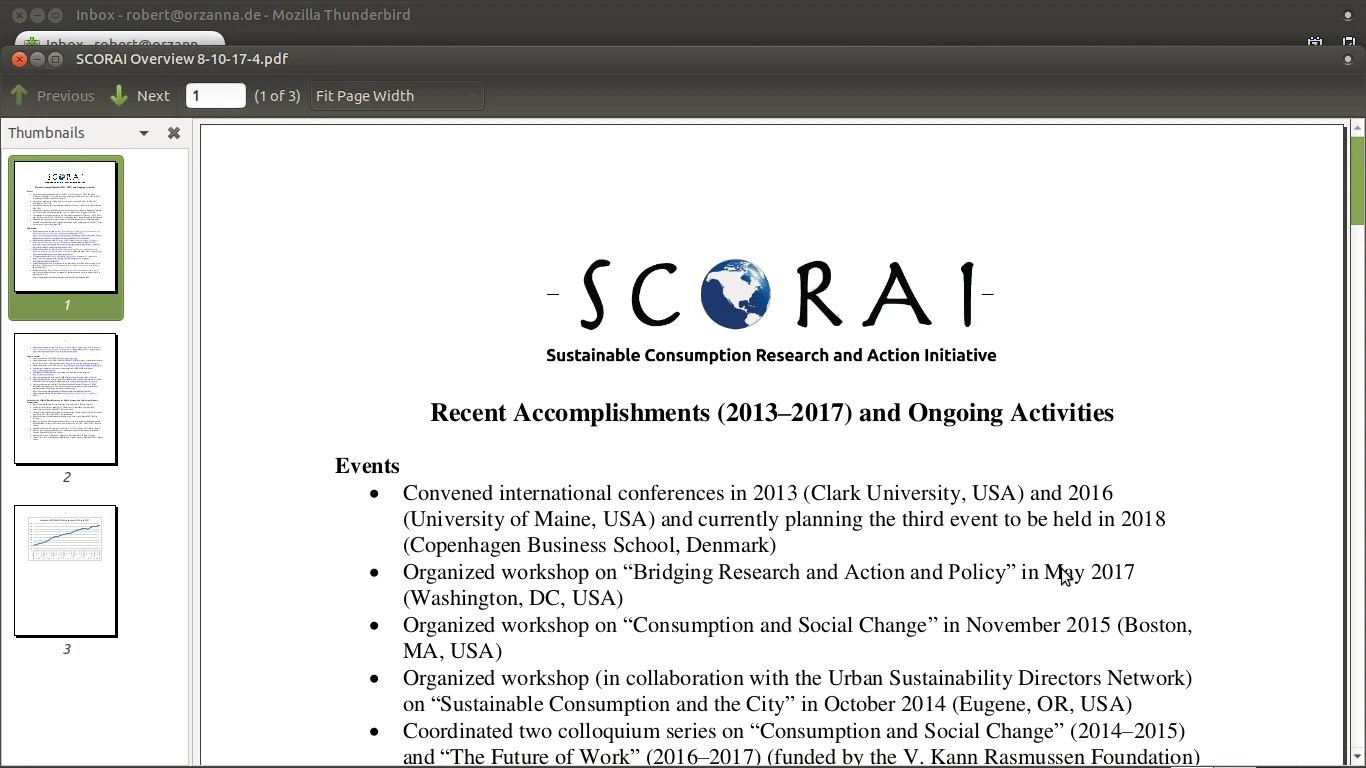 Inbox - robert@orzanna.de - Mozilla Thunderbird
Inbox - robert@orzann
SCORAI Overview 8-10-17-4.pdf
Previous Next 1 (1 of 3) Fit Page Width
Thumbnails
1
2
3
SCORAI
Sustainable Consumption Research and Action Initiative
Recent Accomplishments (2013–2017) and Ongoing Activities
Events
• Convened international conferences in 2013 (Clark University, USA) and 2016
(University of Maine, USA) and currently planning the third event to be held in 2018
(Copenhagen Business School, Denmark)
• Organized workshop on “Bridging Research and Action and Policy” in May 2017
(Washington, DC, USA)
• Organized workshop on “Consumption and Social Change” in November 2015 (Boston,
MA, USA)
• Organized workshop (in collaboration with the Urban Sustainability Directors Network)
on “Sustainable Consumption and the City” in October 2014 (Eugene, OR, USA)
• Coordinated two colloquium series on “Consumption and Social Change” (2014–2015)
and “The Future of Work” (2016–2017) (funded by the V. Kann Rasmussen Foundation)